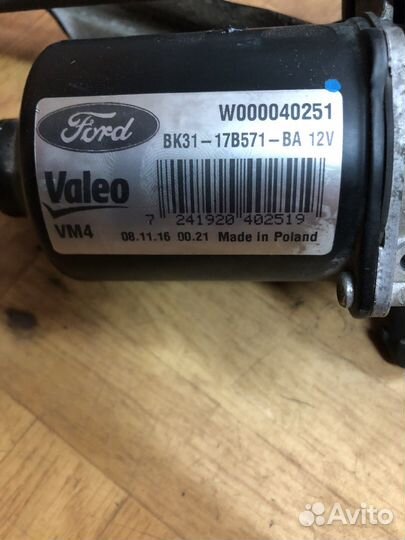 Ford
W000040251
BK31-17B571-BA 12V
Valeo
7 241920 402519
VM4
08.11.16 00.21 Made in Poland
Avito